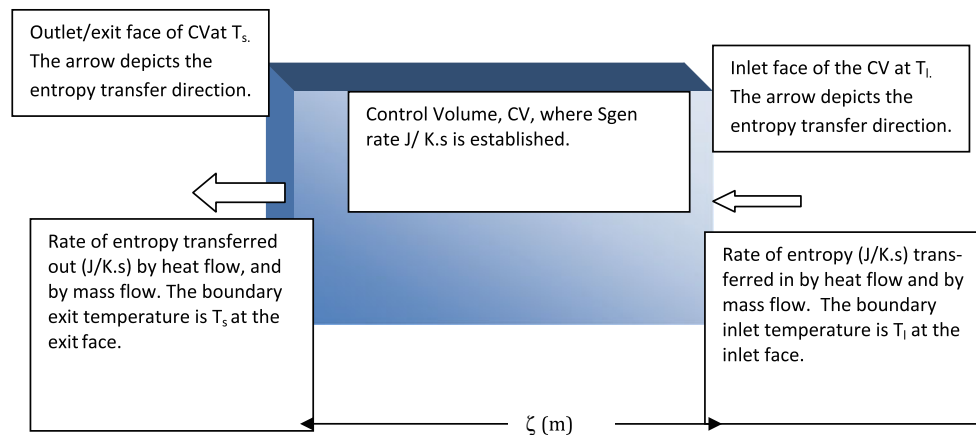 Outlet/exit face of CVat Ts.
The arrow depicts the
entropy transfer direction.
Inlet face of the CV at Tl.
The arrow depicts the
entropy transfer direction.
Control Volume, CV, where Sgen
rate J/ K.s is established.
Rate of entropy transferred
out (J/K.s) by heat flow, and
by mass flow. The boundary
exit temperature is Ts at the
exit face.
Rate of entropy (J/K.s) trans-
ferred in by heat flow and by
mass flow.  The boundary
inlet temperature is Tl at the
inlet face.
ζ (m)